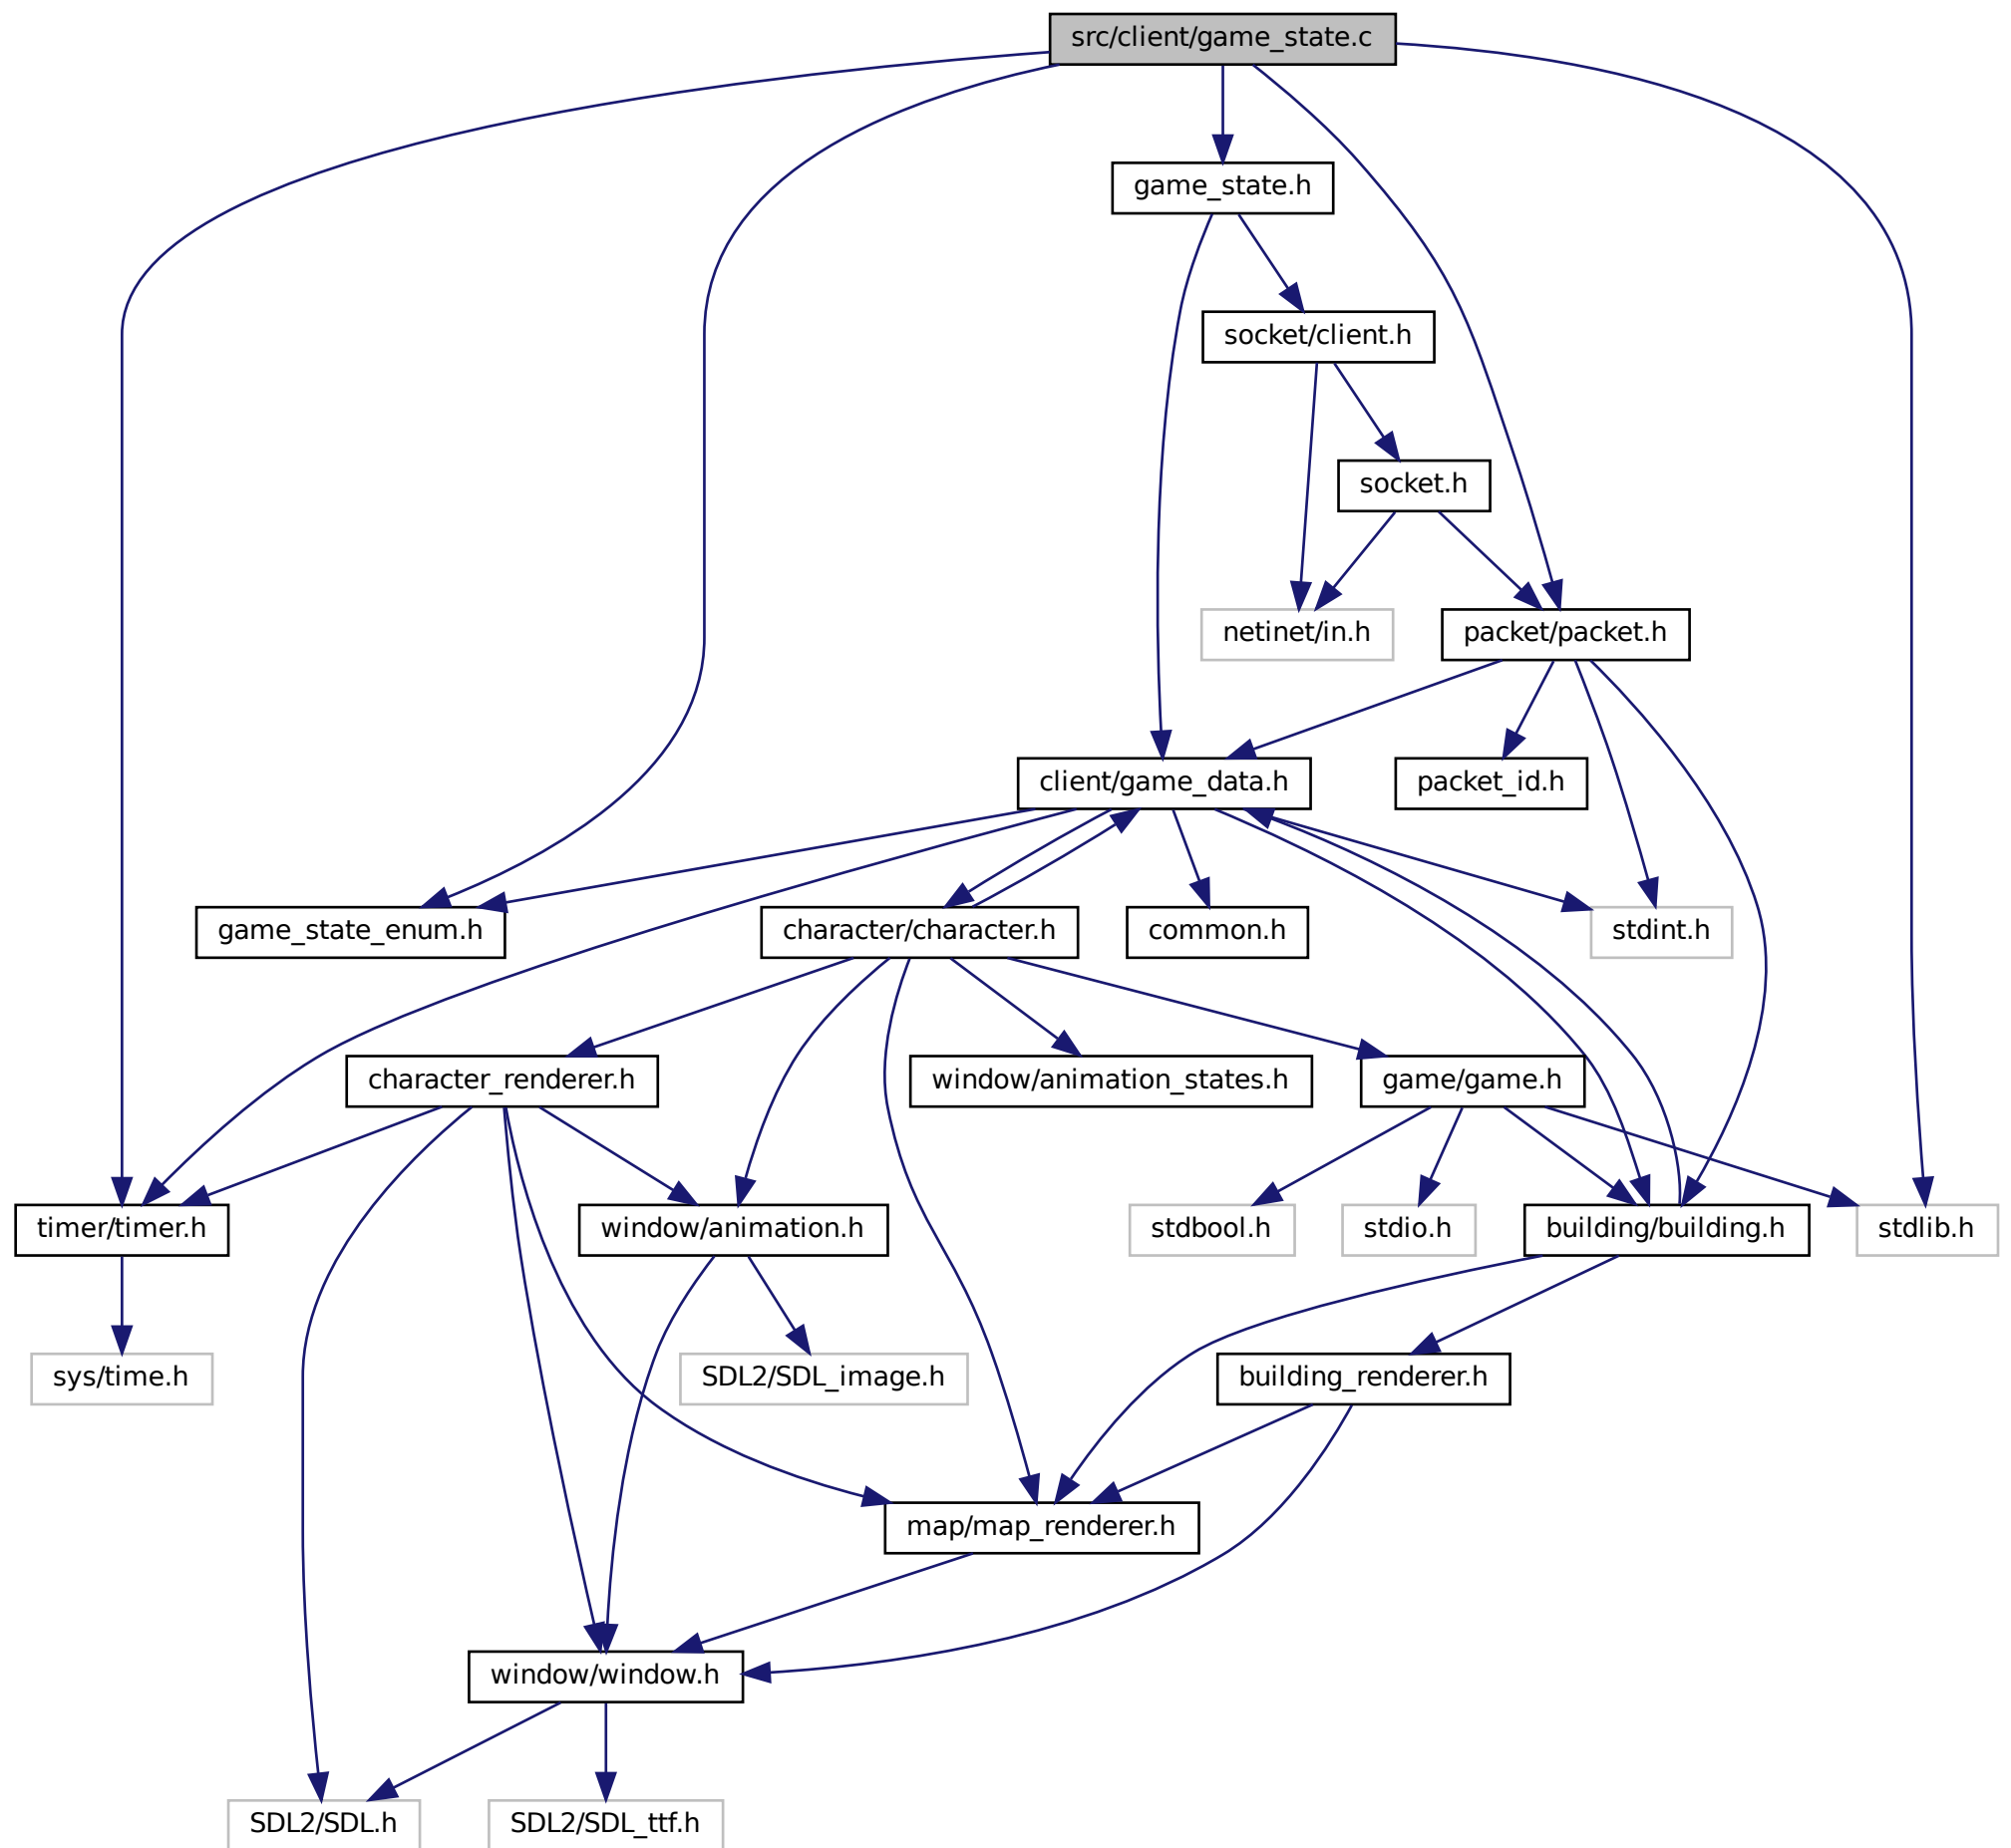 src/client/game_state.c
game_state.h
socket/client.h
socket.h
netinet/in.h
packet/packet.h
client/game_data.h
packet_id.h
game_state_enum.h
character/character.h
common.h
stdint.h
character_renderer.h
window/animation_states.h
game/game.h
timer/timer.h
window/animation.h
stdbool.h
stdio.h
building/building.h
stdlib.h
sys/time.h
SDL2/SDL_image.h
building_renderer.h
map/map_renderer.h
window/window.h
SDL2/SDL.h
SDL2/SDL_ttf.h